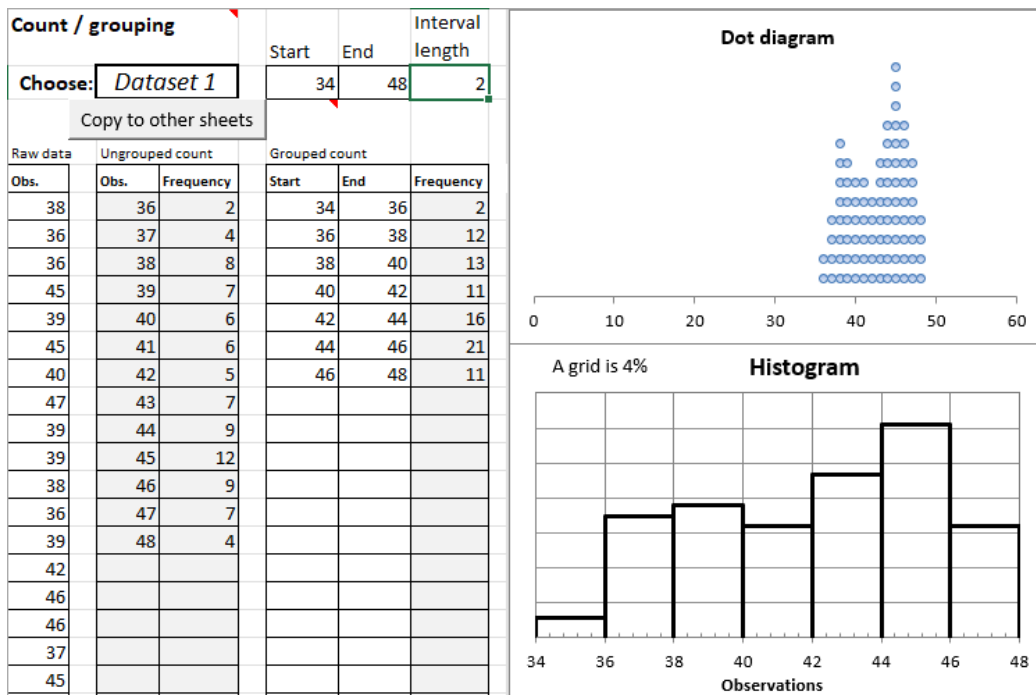 Count / grouping
Start End Interval length
Choose: Dataset 1 34 48 2
Copy to other sheets
Raw data Ungrouped count Grouped count
Obs. Obs. Frequency Start End Frequency
38 36 2 34 36 2
36 37 4 36 38 12
36 38 8 38 40 13
45 39 7 40 42 11
39 40 6 42 44 16
45 41 6 44 46 21
40 42 5 46 48 11
47 43 7
39 44 9
39 45 12
38 46 9
36 47 7
39 48 4
42
46
46
37
45
Dot diagram
0 10 20 30 40 50 60
A grid is 4% Histogram
34 36 38 40 42 44 46 48
Observations